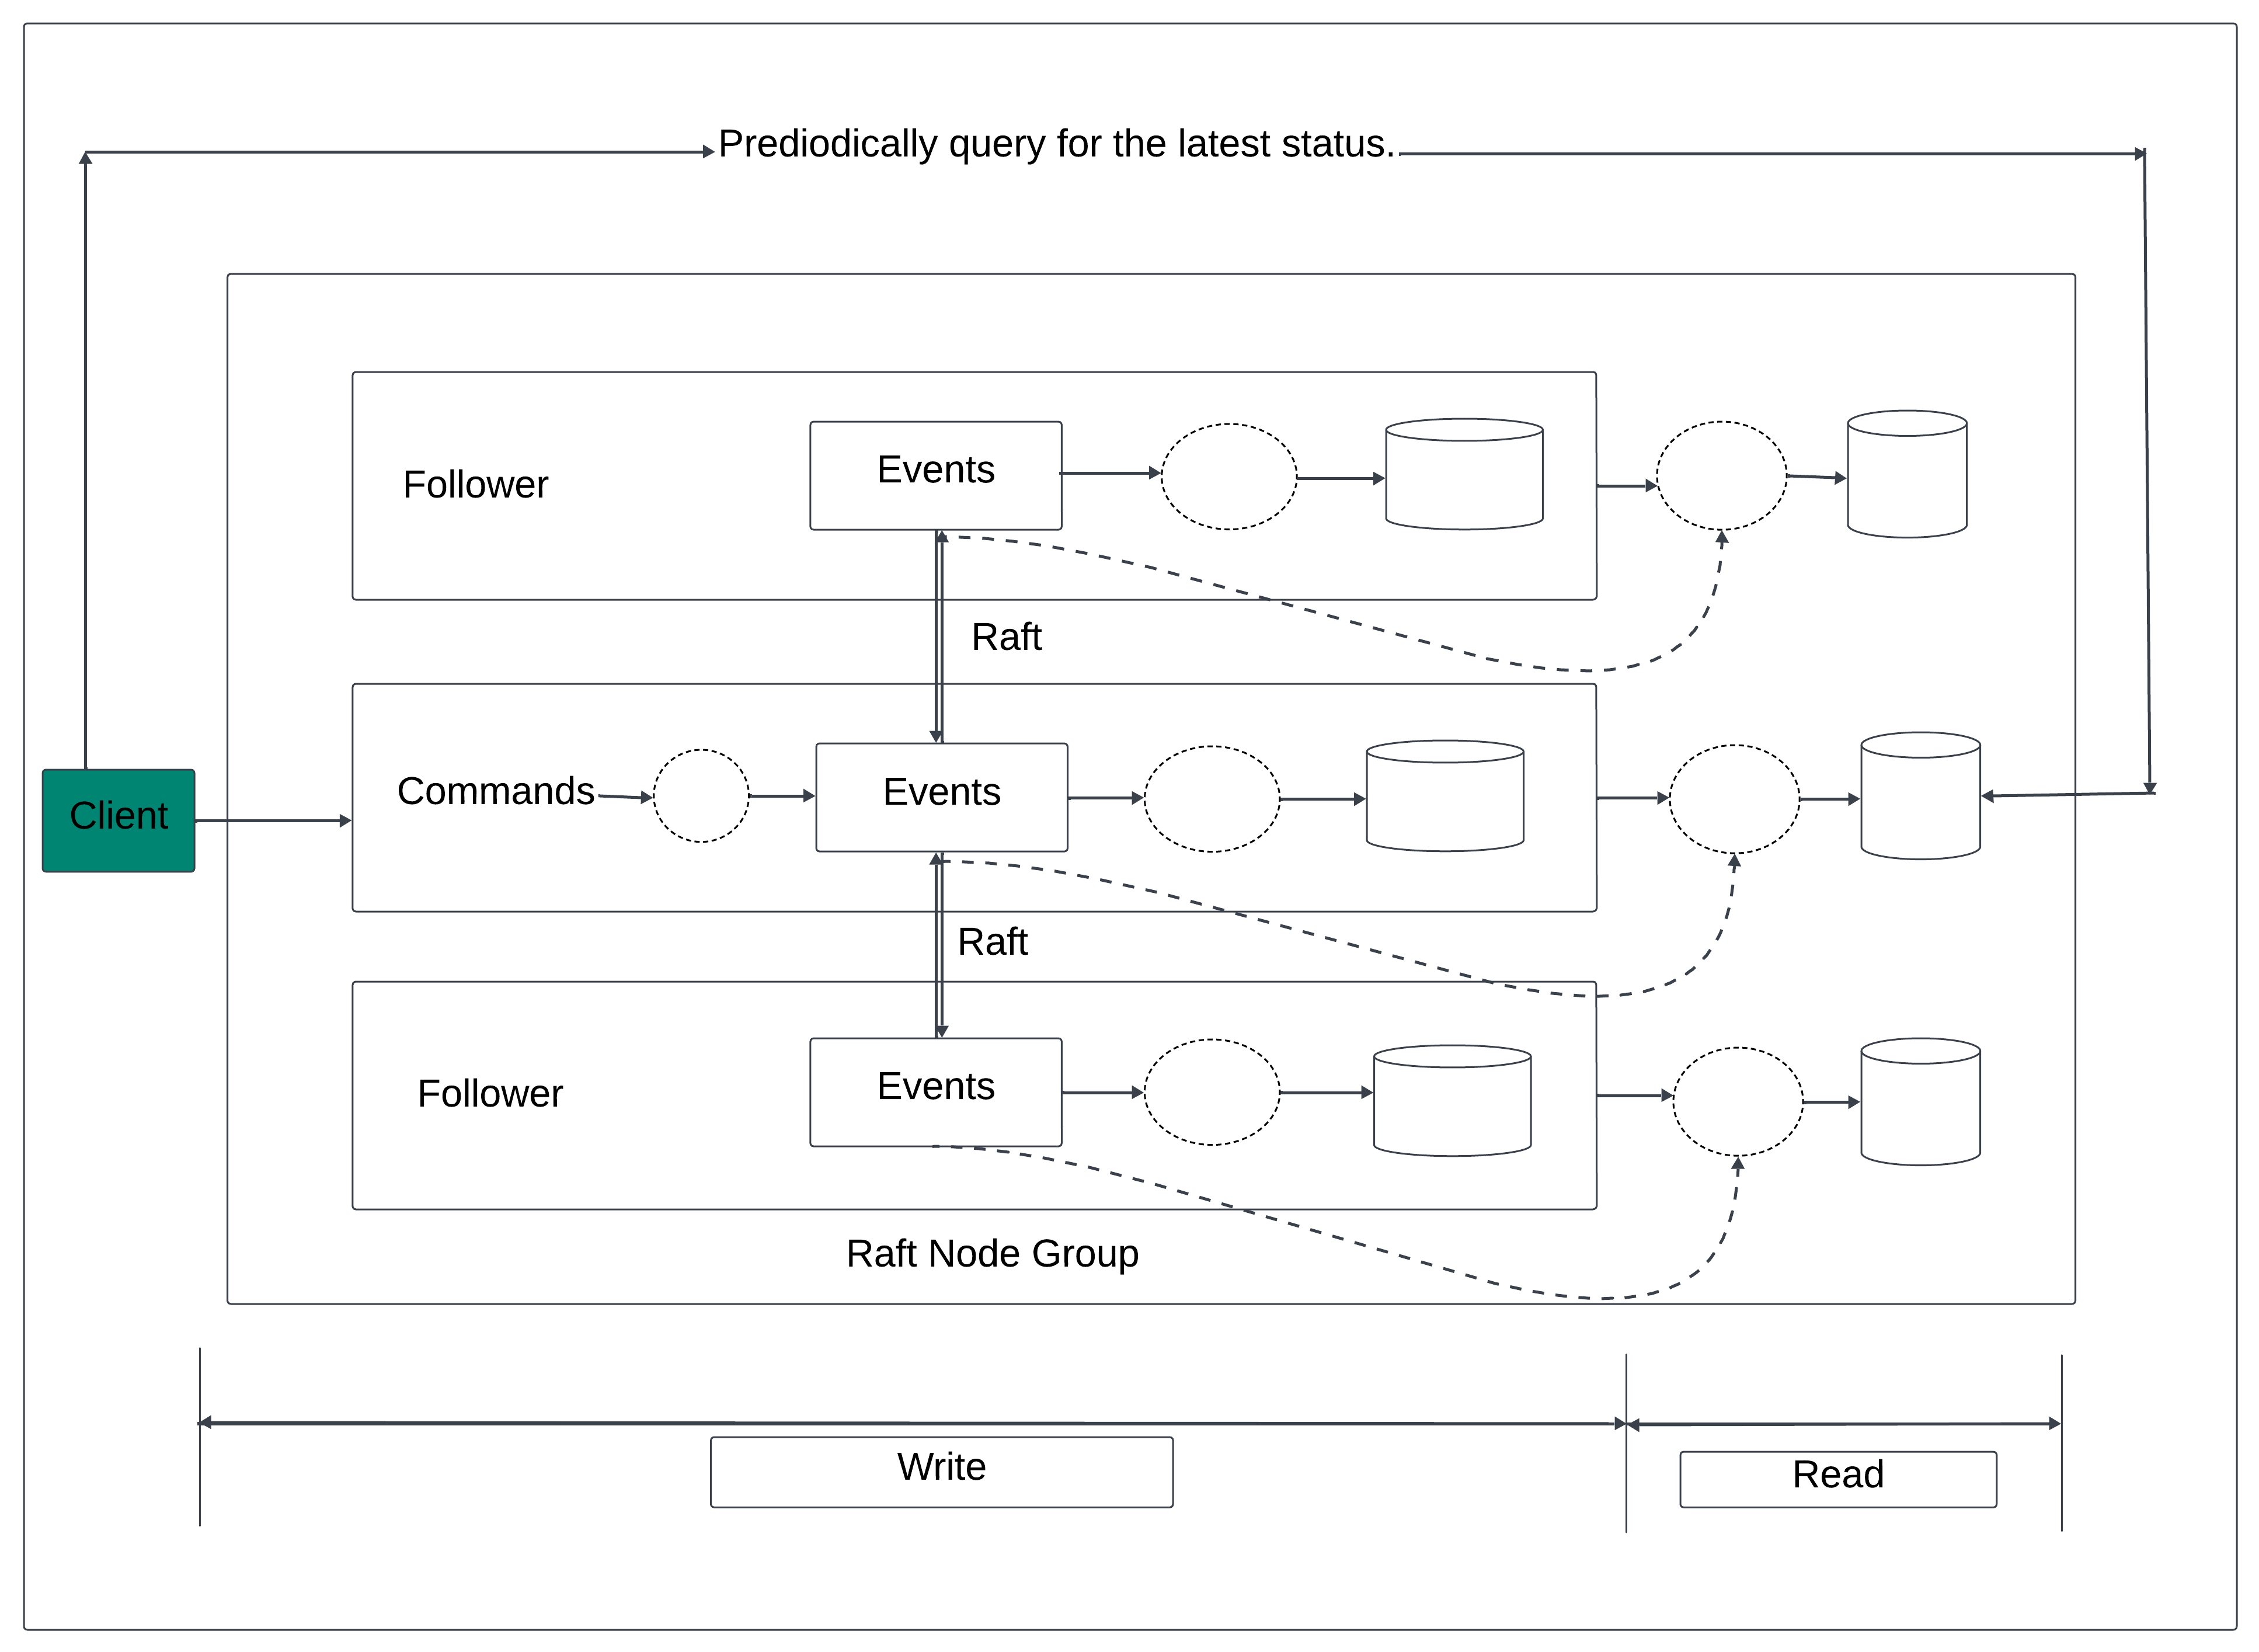 Prediodically query for the latest status.
Follower
Events
Raft
Client
Commands
Events
Raft
Follower
Events
Raft Node Group
Write
Read